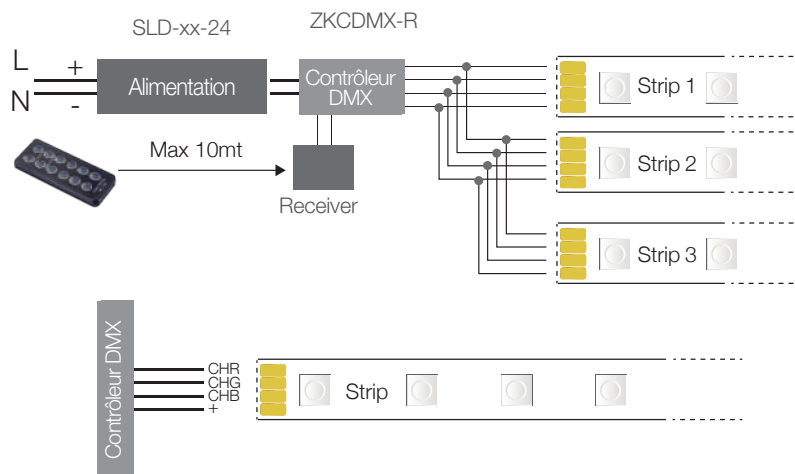 SLD-xx-24
ZKCDMX-R
L
+
N
-
Alimentation
Contrôleur
DMX
Strip 1
Max 10mt
Strip 2
Receiver
Strip 3
Contrôleur DMX
CHR
CHG
CHB
+
Strip